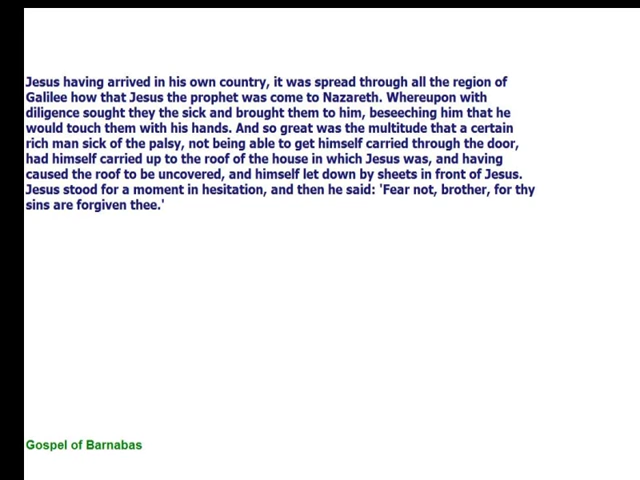 Jesus having arrived in his own country, it was spread through all the region of
Galilee how that Jesus the prophet was come to Nazareth. Whereupon with
diligence sought they the sick and brought them to him, beseeching him that he
would touch them with his hands. And so great was the multitude that a certain
rich man sick of the palsy, not being able to get himself carried through the door,
had himself carried up to the roof of the house in which Jesus was, and having
caused the roof to be uncovered, and himself let down by sheets in front of Jesus.
Jesus stood for a moment in hesitation, and then he said: 'Fear not, brother, for thy
sins are forgiven thee.'
Gospel of Barnabas